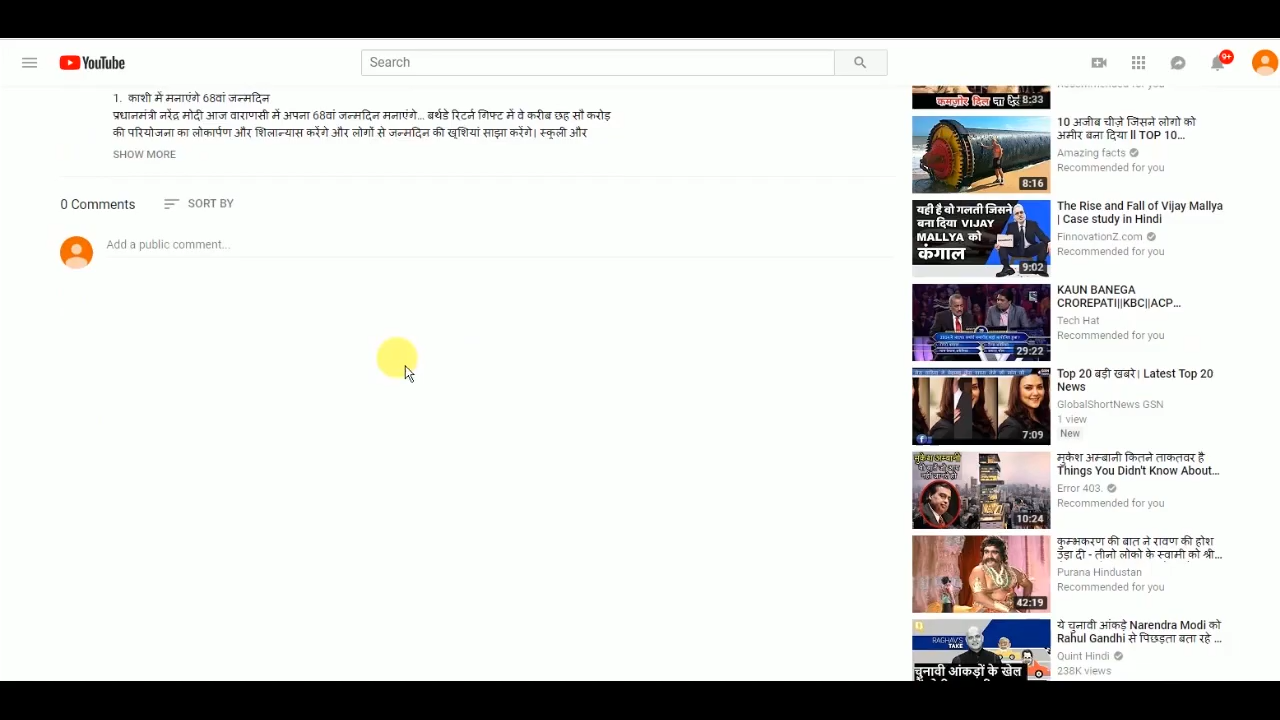 YouTube
Search
9+
1. काशी में मनाएंगे 68वां जन्मदिन
प्रधानमंत्री नरेंद्र मोदी आज वाराणसी में अपना 68वां जन्मदिन मनाएंगे... बर्थडे रिटर्न गिफ्ट में वे करीब छह सौ करोड़
की परियोजना का लोकार्पण और शिलान्यास करेंगे और लोगों से जन्मदिन की खुशियां साझा करेंगे। स्कूली और
SHOW MORE
0 Comments
SORT BY
Add a public comment...
कमज़ोर दिल ना देखें
8:33
Recommended for you
8:16
10 अजीब चीज़े जिसने लोगो को
अमीर बना दिया ll TOP 10...
Amazing facts
Recommended for you
यही है वो गलती जिसने
बना दिया VIJAY
MALLYA को
कंगाल
9:02
The Rise and Fall of Vijay Mallya
| Case study in Hindi
FinnovationZ.com
Recommended for you
29:22
KAUN BANEGA
CROREPATI||KBC||ACP...
Tech Hat
Recommended for you
7:09
Top 20 बड़ी खबरे। Latest Top 20
News
GlobalShortNews GSN
1 view
New
10:24
मुकेश अम्बानी कितने ताकतवर है
Things You Didn't Know About...
Error 403.
Recommended for you
42:19
कुम्भकरण की बात ने रावण की होश
उड़ा दी - तीनो लोको के स्वामी को श्री...
Purana Hindustan
Recommended for you
RAGHAV'S
TAKE
चुनावी आंकड़ों के खेल
ये चुनावी आंकड़े Narendra Modi को
Rahul Gandhi से पिछड़ता बता रहे ...
Quint Hindi
238K views